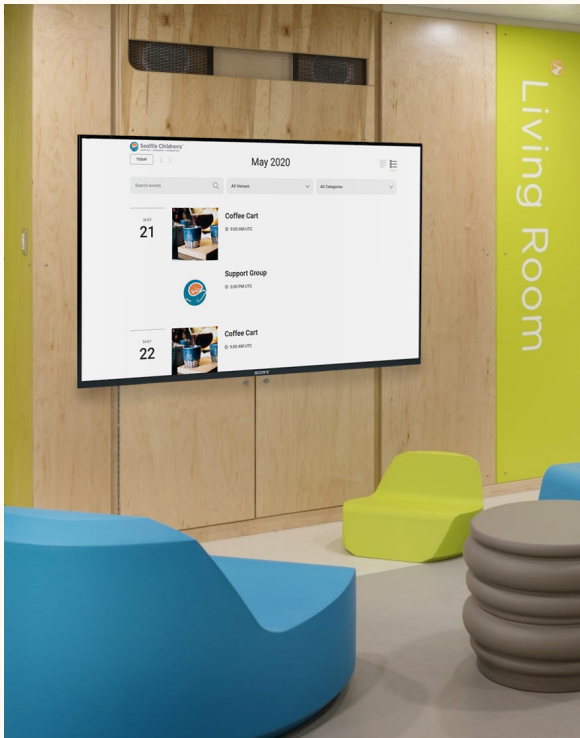 Seattle Children's
TODAY
May 2020
Search events
All Venues
All Categories
MAY
21
Coffee Cart
9:00 AM UTC
Support Group
3:00 PM UTC
MAY
22
Coffee Cart
9:00 AM UTC
SONY
Living Room